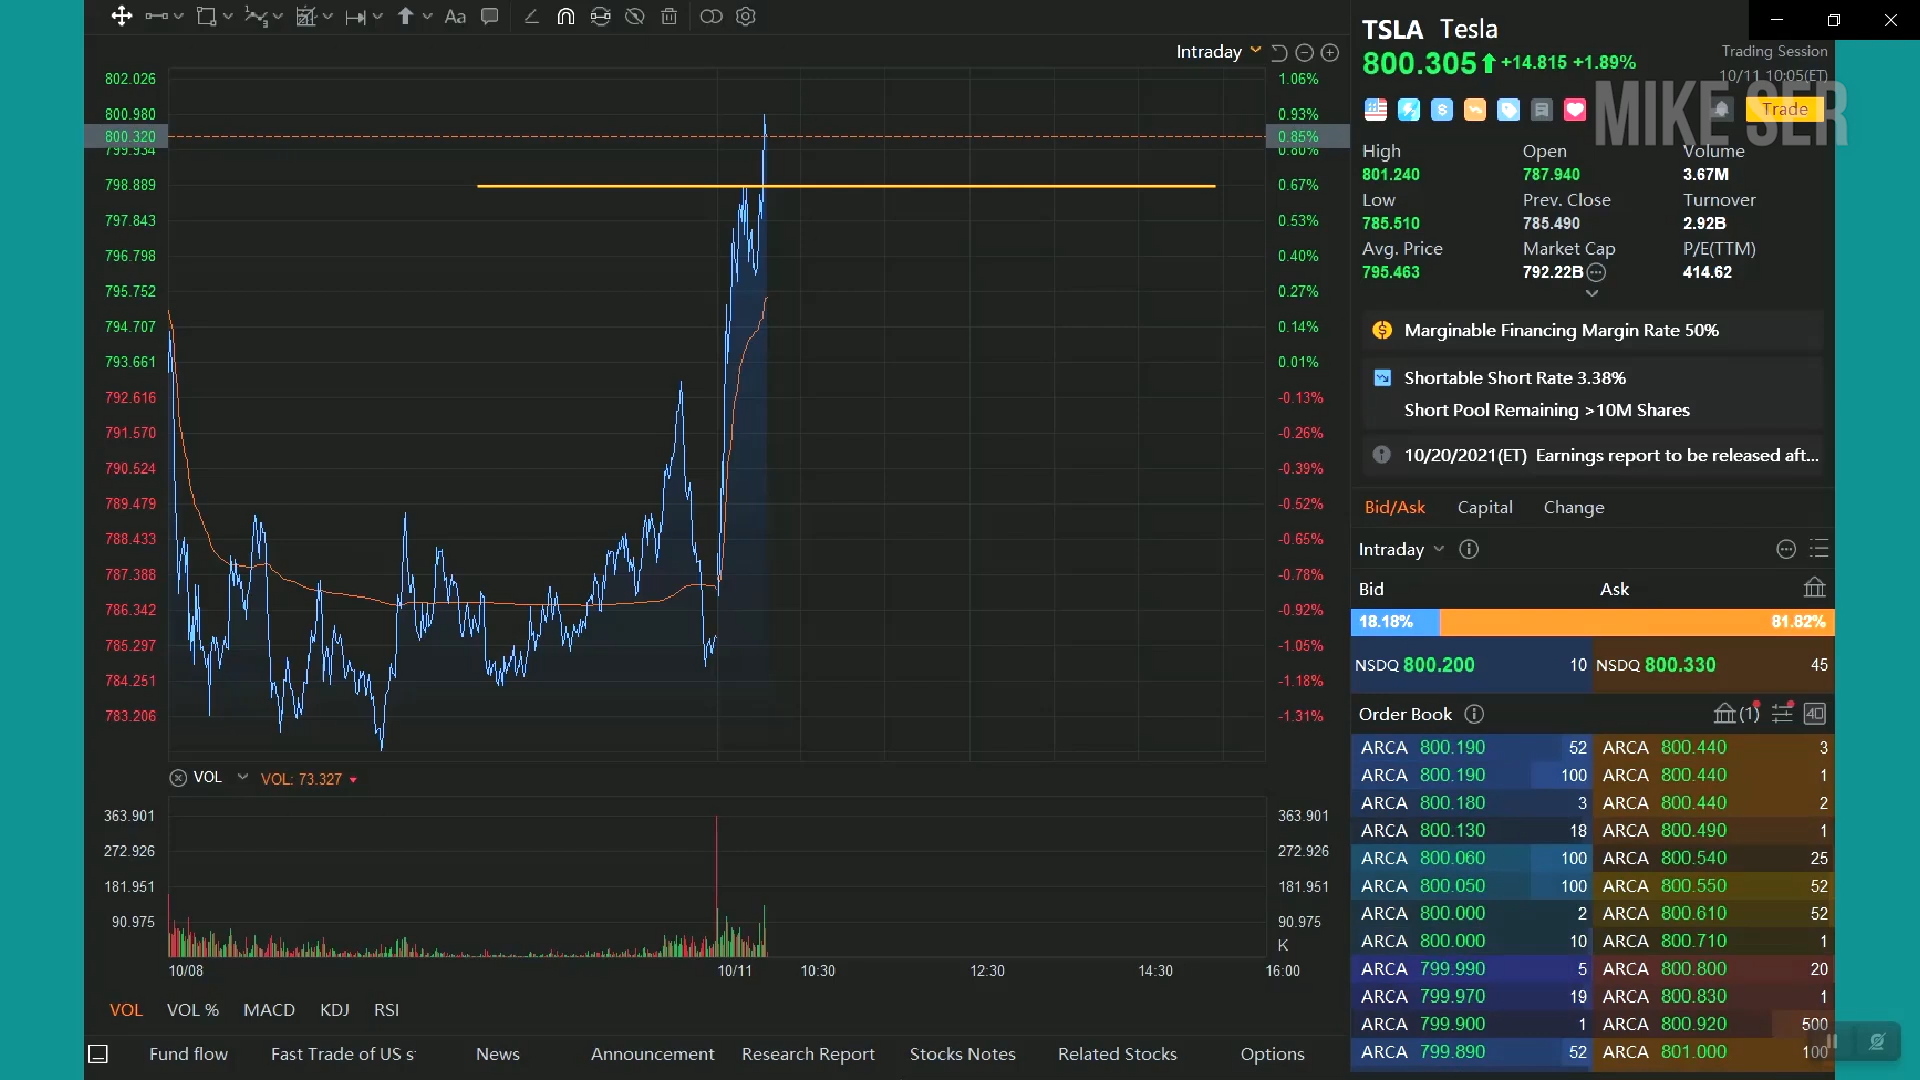 Aa
Intraday
802.026 1.06%
800.980 0.93%
800.320 0.85%
799.934 0.80%
798.889 0.67%
797.843 0.53%
796.798 0.40%
795.752 0.27%
794.707 0.14%
793.661 0.01%
792.616 -0.13%
791.570 -0.26%
790.524 -0.39%
789.479 -0.52%
788.433 -0.65%
787.388 -0.78%
786.342 -0.92%
785.297 -1.05%
784.251 -1.18%
783.206 -1.31%
VOL VOL: 73.327
363.901 363.901
272.926 272.926
181.951 181.951
90.975 90.975
K
10/08 10/11 10:30 12:30 14:30 16:00
VOL VOL % MACD KDJ RSI
Fund flow Fast Trade of US s News Announcement Research Report Stocks Notes Related Stocks Options
TSLA Tesla
Trading Session
800.305 +14.815 +1.89%
10/11 10:05(ET)
MIKE SER
Trade
High Open Volume
801.240 787.940 3.67M
Low Prev. Close Turnover
785.510 785.490 2.92B
Avg. Price Market Cap P/E(TTM)
795.463 792.22B 414.62
Marginable Financing Margin Rate 50%
Shortable Short Rate 3.38%
Short Pool Remaining >10M Shares
10/20/2021(ET) Earnings report to be released aft...
Bid/Ask Capital Change
Intraday
Bid Ask
18.18% 81.82%
NSDQ 800.200 10 NSDQ 800.330 45
Order Book (1) 40
ARCA 800.190 52 ARCA 800.440 3
ARCA 800.190 100 ARCA 800.440 1
ARCA 800.180 3 ARCA 800.440 2
ARCA 800.130 18 ARCA 800.490 1
ARCA 800.060 100 ARCA 800.540 25
ARCA 800.050 100 ARCA 800.550 52
ARCA 800.000 2 ARCA 800.610 52
ARCA 800.000 10 ARCA 800.710 1
ARCA 799.990 5 ARCA 800.800 20
ARCA 799.970 19 ARCA 800.830 1
ARCA 799.900 1 ARCA 800.920 500
ARCA 799.890 52 ARCA 801.000 100